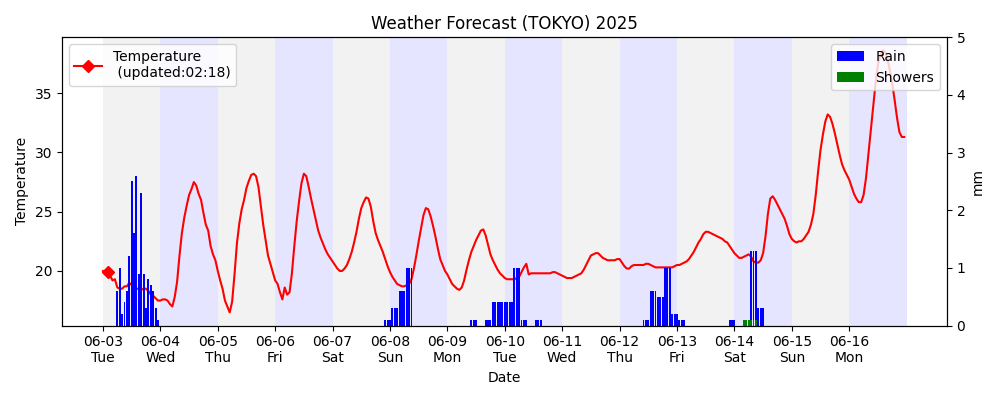 Weather Forecast (TOKYO) 2025
Temperature
(updated:02:18)
Rain
Showers
Temperature
35
30
25
20
5
4
3
2
1
0
mm
06-03 06-04 06-05 06-06 06-07 06-08 06-09 06-10 06-11 06-12 06-13 06-14 06-15 06-16
Tue Wed Thu Fri Sat Sun Mon Tue Wed Thu Fri Sat Sun Mon
Date